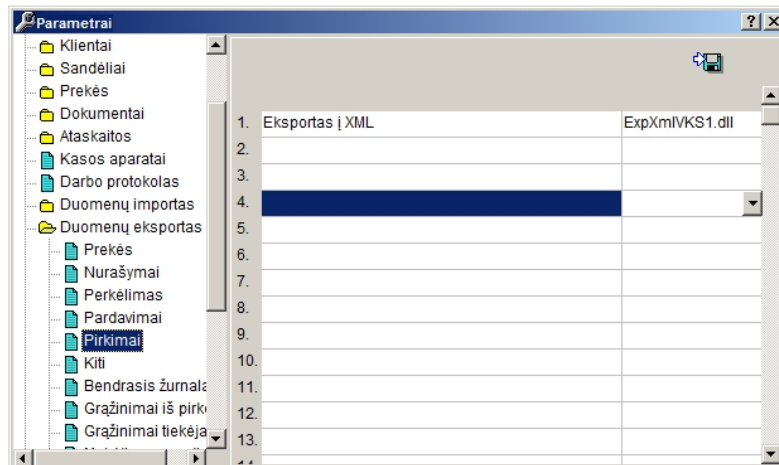 Parametrai
Klientai
Sandėliai
Prekės
Dokumentai
Ataskaitos
Kasos aparatai
Darbo protokolas
Duomenų importas
Duomenų eksportas
Prekės
Nurašymai
Perkėlimas
Pardavimai
Pirkimai
Kiti
Bendrasis žurnala
Grąžinimai iš pirk
Grąžinimai tiekėja
1. Eksportas į XML ExpXmlVKS1.dll
2.
3.
4.
5.
6.
7.
8.
9.
10.
11.
12.
13.